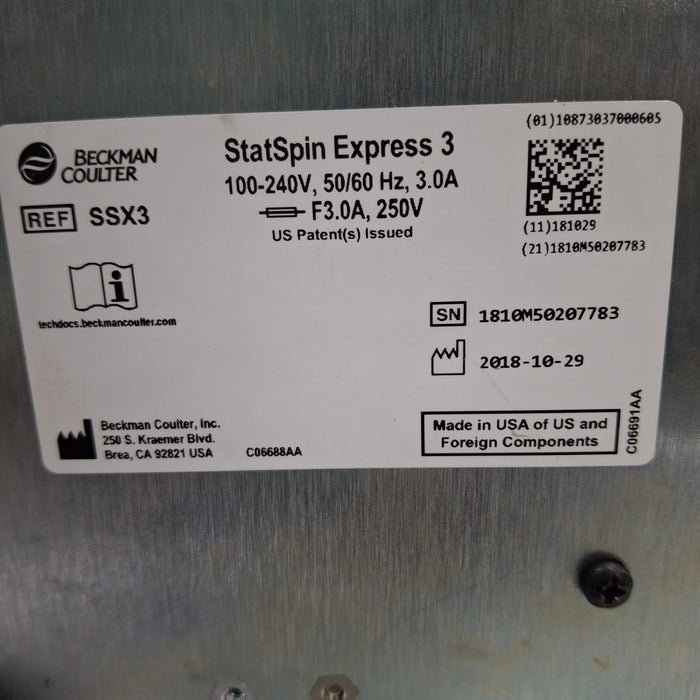 BECKMAN
COULTER
StatSpin Express 3
100-240V, 50/60 Hz, 3.0A
F3.0A, 250V
US Patent(s) Issued
REF SSX3
(01)10873037000605
(11)181029
(21)1810M50207783
techdocs.beckmancoulter.com
SN 1810M50207783
2018-10-29
Beckman Coulter, Inc.
250 S. Kraemer Blvd.
Brea, CA 92821 USA
C06688AA
Made in USA of US and
Foreign Components
C06691AA